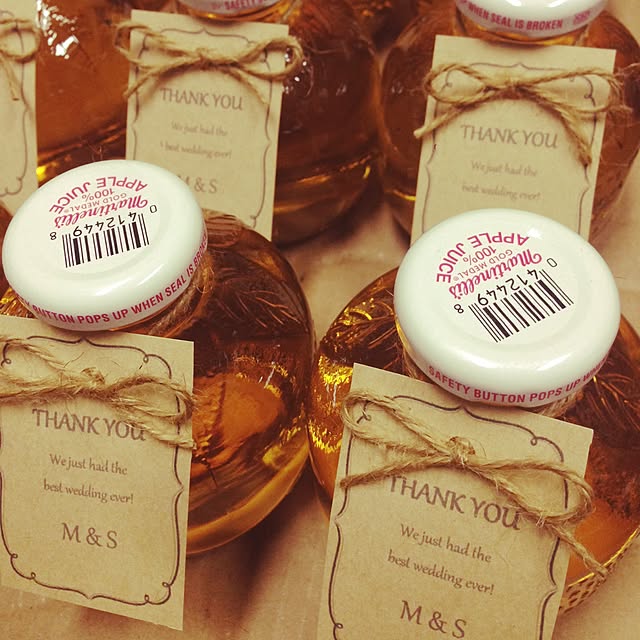 SAFETY
THANK YOU
We just had the
best wedding ever!
M & S
WHEN SEAL IS BROKEN
THANK YOU
We just had the
best wedding ever!
Martinelli's
GOLD MEDAL®
100%
APPLE JUICE
0 412449 8
BUTTON POPS UP WHEN SEAL IS BROKEN
THANK YOU
We just had the
best wedding ever!
M & S
Martinelli's
GOLD MEDAL®
100%
APPLE JUICE
0 412449 8
SAFETY BUTTON POPS UP WHEN
THANK YOU
We just had the
best wedding ever!
M & S